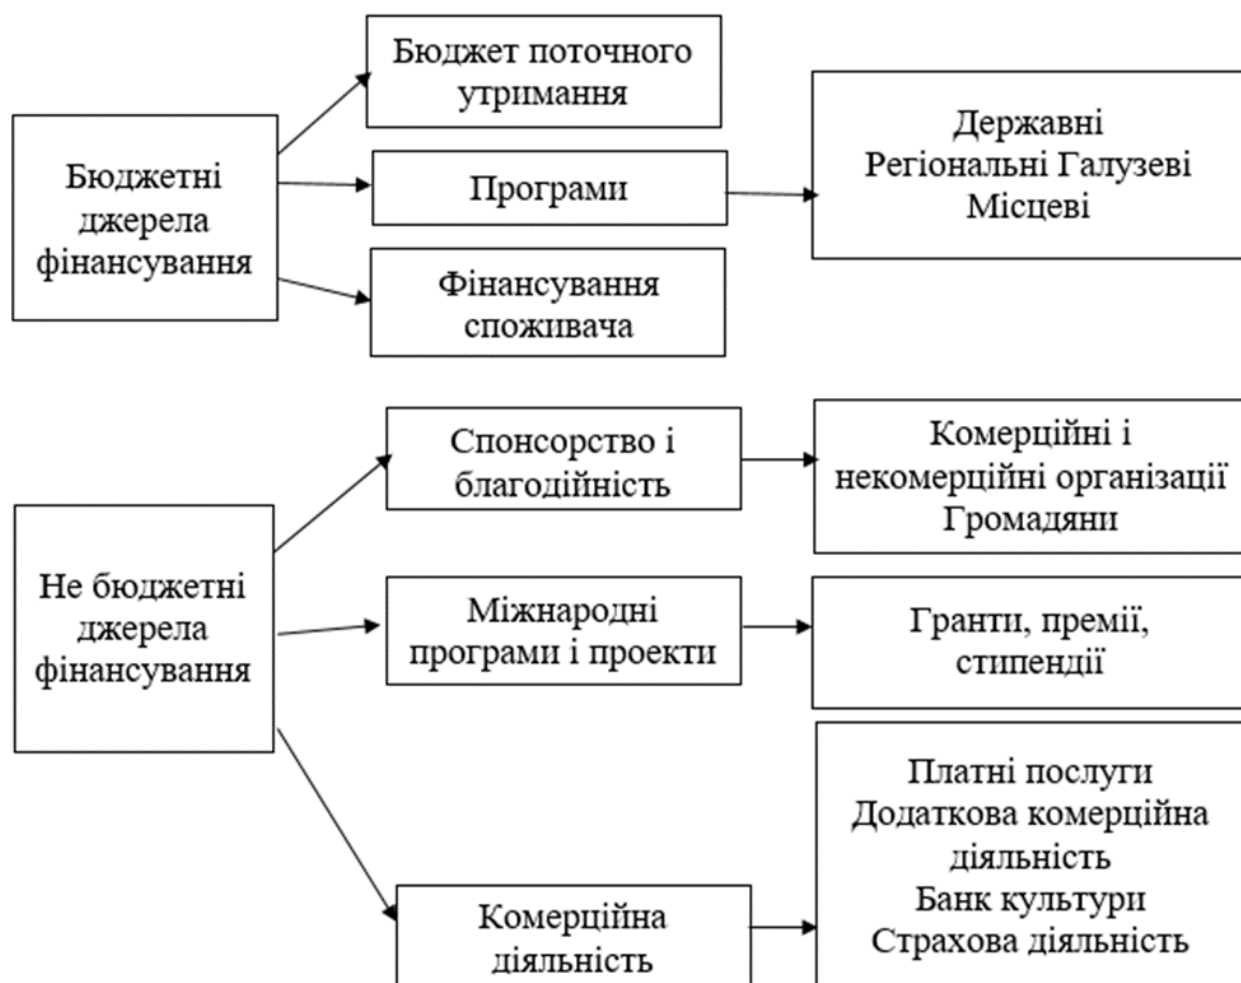 Бюджетні
джерела
фінансування
Бюджет поточного
утримання
Програми
Фінансування
споживача
Державні
Регіональні Галузеві
Місцеві
Не бюджетні
джерела
фінансування
Спонсорство і
благодійність
Комерційні і
некомерційні організації
Громадяни
Міжнародні
програми і проекти
Гранти, премії,
стипендії
Комерційна
діяльність
Платні послуги
Додаткова комерційна
діяльність
Банк культури
Страхова діяльність